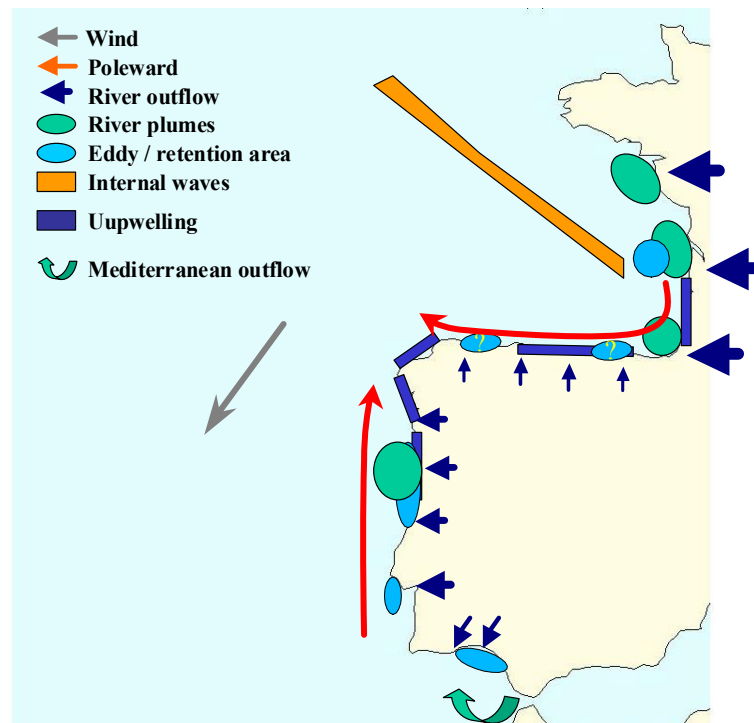 Wind
Poleward
River outflow
River plumes
Eddy / retention area
Internal waves
Uupwelling
Mediterranean outflow
? ?